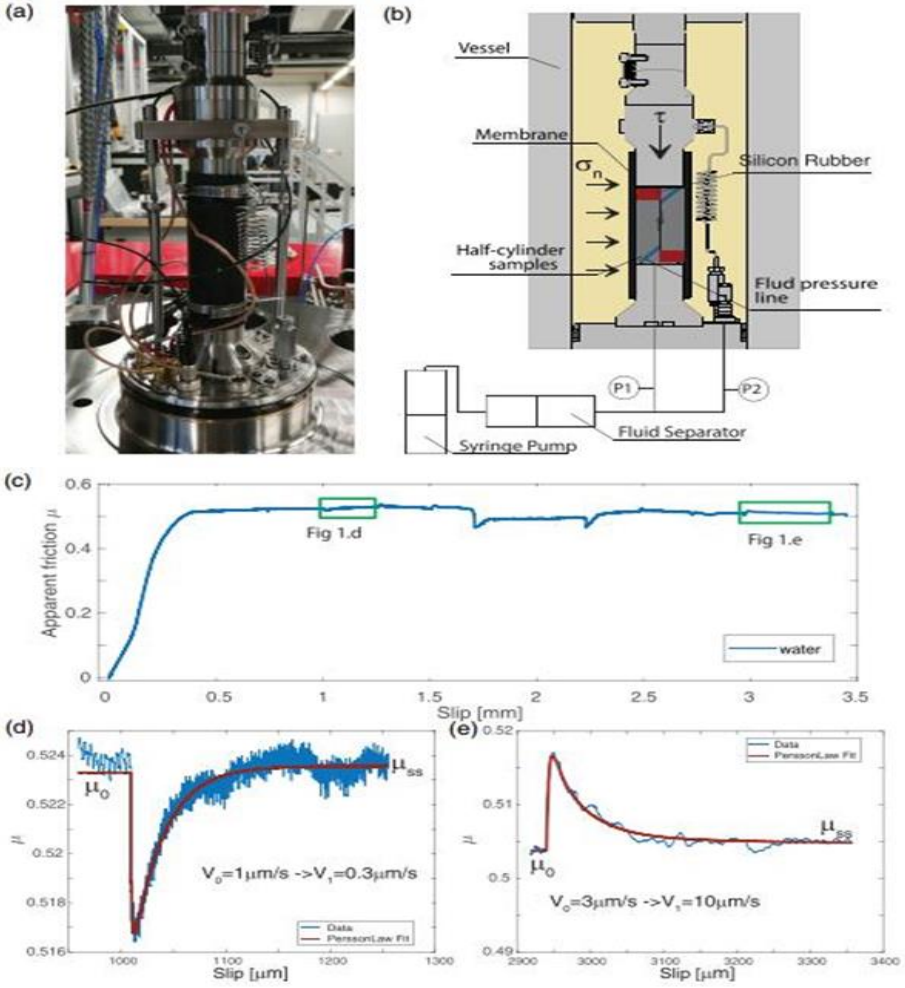 (a)
(b)
Vessel
Membrane
τ
Silicon Rubber
σn
Half-cylinder
samples
Flud pressure
line
P1
P2
Fluid Separator
Syringe Pump
(c)
Apparent friction μ
0.6
0.4
0.2
0
Fig 1.d
Fig 1.e
water
0 0.5 1 1.5 2 2.5 3 3.5
Slip [mm]
(d)
0.524
0.522
0.52
0.518
0.516
μ
μ0
μss
V0=1μm/s ->V1=0.3μm/s
Data
PerssonLaw Fit
1000 1100 1200 1300
Slip [μm]
(e)
0.52
0.51
0.5
0.49
μ
Data
PerssonLaw Fit
μ0
μss
V0=3μm/s ->V1=10μm/s
2900 3000 3100 3200 3300 3400
Slip [μm]